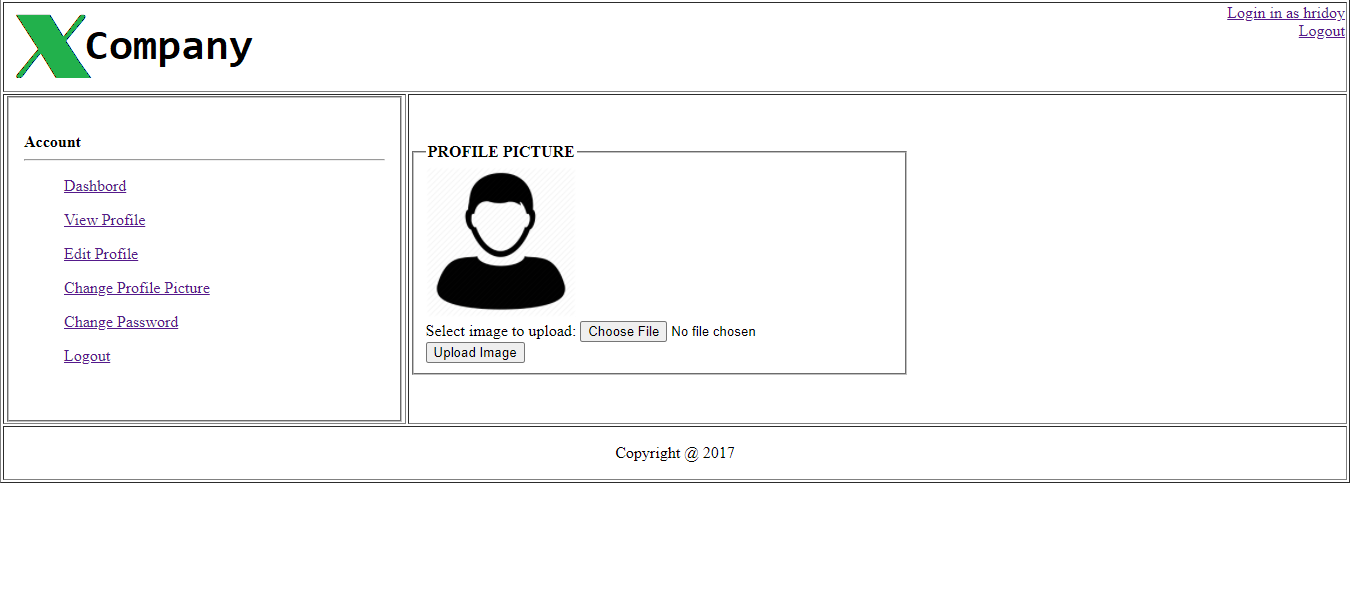 XCompany
Login in as hridoy
Logout
Account
Dashbord
View Profile
Edit Profile
Change Profile Picture
Change Password
Logout
PROFILE PICTURE
Select image to upload: Choose File No file chosen
Upload Image
Copyright @ 2017